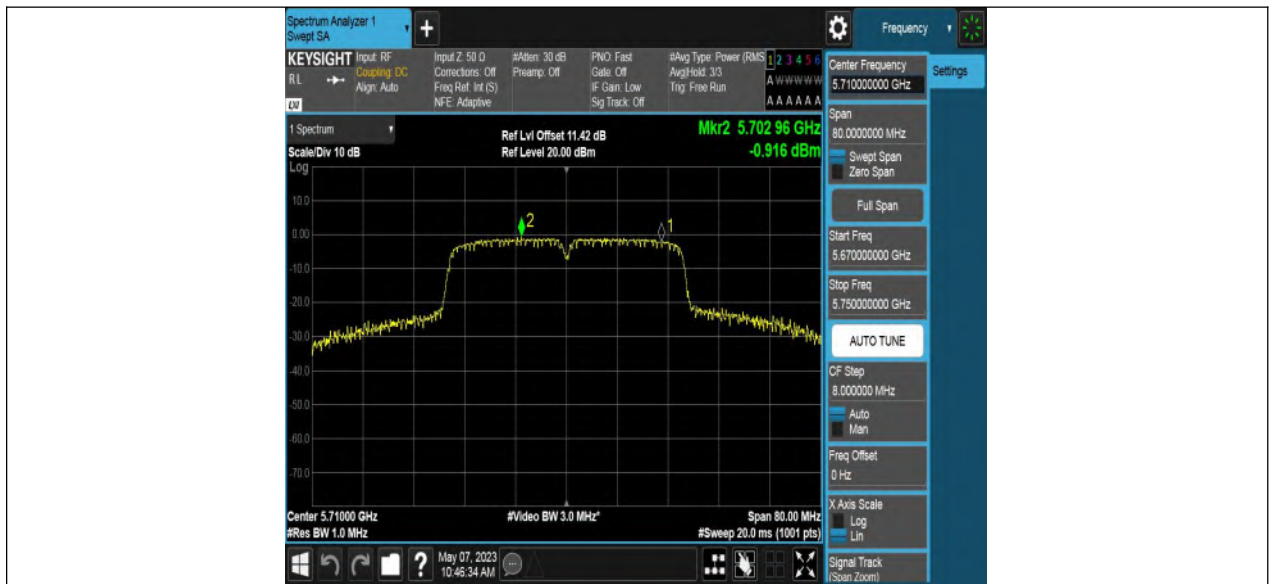 Spectrum Analyzer 1
Swept SA
+
Frequency
KEYSIGHT
RL
LXI
Input: RF
Coupling: DC
Align: Auto
Input Z: 50 Ω
Corrections: Off
Freq Ref: Int (S)
NFE: Adaptive
#Atten: 30 dB
Preamp: Off
PNO: Fast
Gate: Off
IF Gain: Low
Sig Track: Off
#Avg Type: Power (RMS
Avg|Hold: 3/3
Trig: Free Run
1 2 3 4 5 6
A W W W W W
A A A A A A
1 Spectrum
Scale/Div 10 dB
Log
Ref Lvl Offset 11.42 dB
Ref Level 20.00 dBm
Mkr2 5.702 96 GHz
-0.916 dBm
10.0
0.00
-10.0
-20.0
-30.0
-40.0
-50.0
-60.0
-70.0
2
1
Center 5.71000 GHz
#Res BW 1.0 MHz
#Video BW 3.0 MHz*
Span 80.00 MHz
#Sweep 20.0 ms (1001 pts)
?
May 07, 2023
10:46:34 AM
Center Frequency
5.710000000 GHz
Settings
Span
80.0000000 MHz
Swept Span
Zero Span
Full Span
Start Freq
5.670000000 GHz
Stop Freq
5.750000000 GHz
AUTO TUNE
CF Step
8.000000 MHz
Auto
Man
Freq Offset
0 Hz
X Axis Scale
Log
Lin
Signal Track
(Span Zoom)